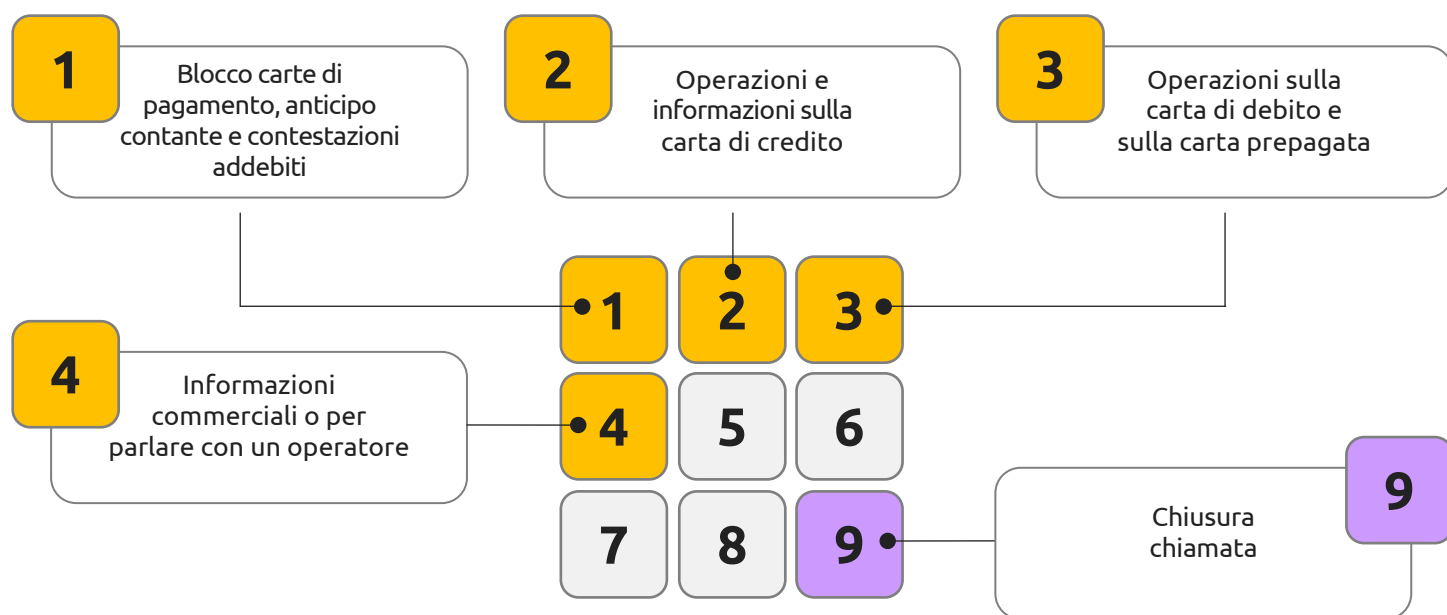 1
Blocco carte di
pagamento, anticipo
contante e contestazioni
addebiti
2
Operazioni e
informazioni sulla
carta di credito
3
Operazioni sulla
carta di debito e
sulla carta prepagata
1 2 3
4
Informazioni
commerciali o per
parlare con un operatore
4 5 6
7 8 9
9
Chiusura
chiamata